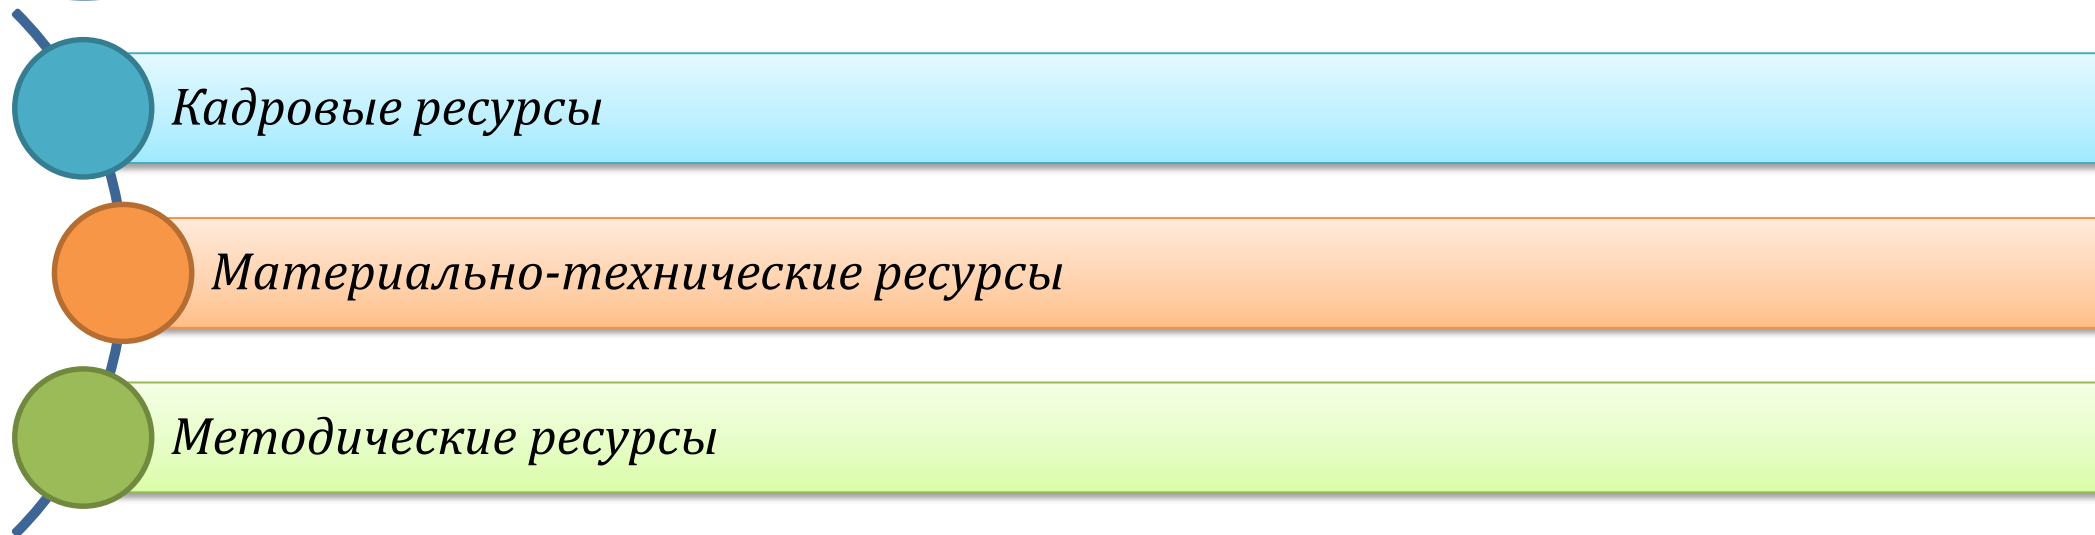 Кадровые ресурсы
Материально-технические ресурсы
Методические ресурсы